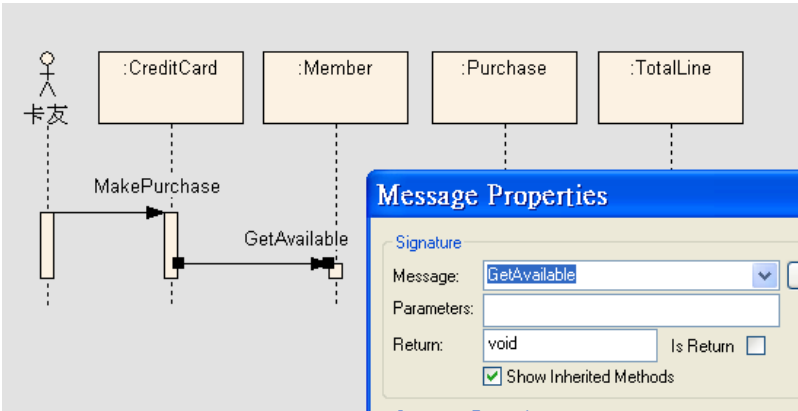 :CreditCard
:Member
:Purchase
:TotalLine
卡友
MakePurchase
GetAvailable
Message Properties
Signature
Message: GetAvailable
Parameters:
Return: void Is Return
Show Inherited Methods